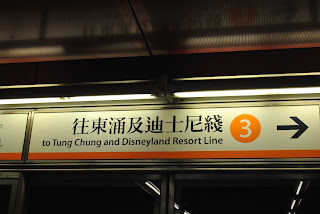 往東涌及迪士尼綫 3 →
to Tung Chung and Disneyland Resort Line